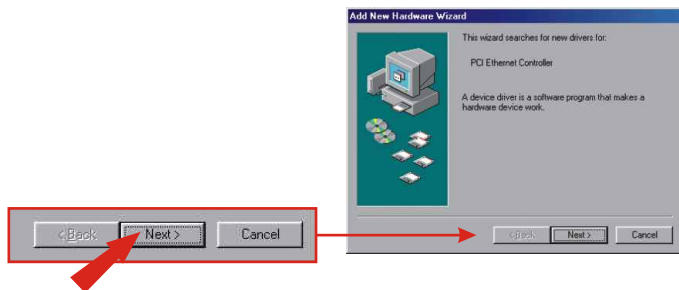 Add New Hardware Wizard
This wizard searches for new drivers for:
PCI Ethernet Controller
A device driver is a software program that makes a
hardware device work.
< Back Next > Cancel
< Back Next > Cancel